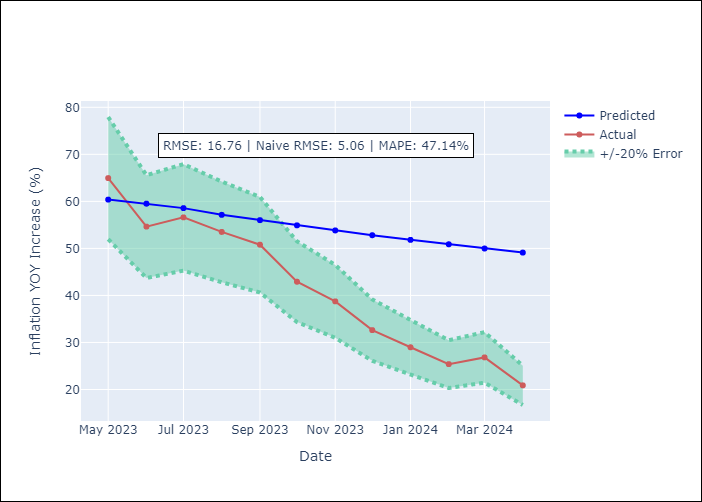 RMSE: 16.76 | Naive RMSE: 5.06 | MAPE: 47.14%
Predicted
Actual
+/-20% Error
Inflation YOY Increase (%)
80
70
60
50
40
30
20
May 2023
Jul 2023
Sep 2023
Nov 2023
Jan 2024
Mar 2024
Date